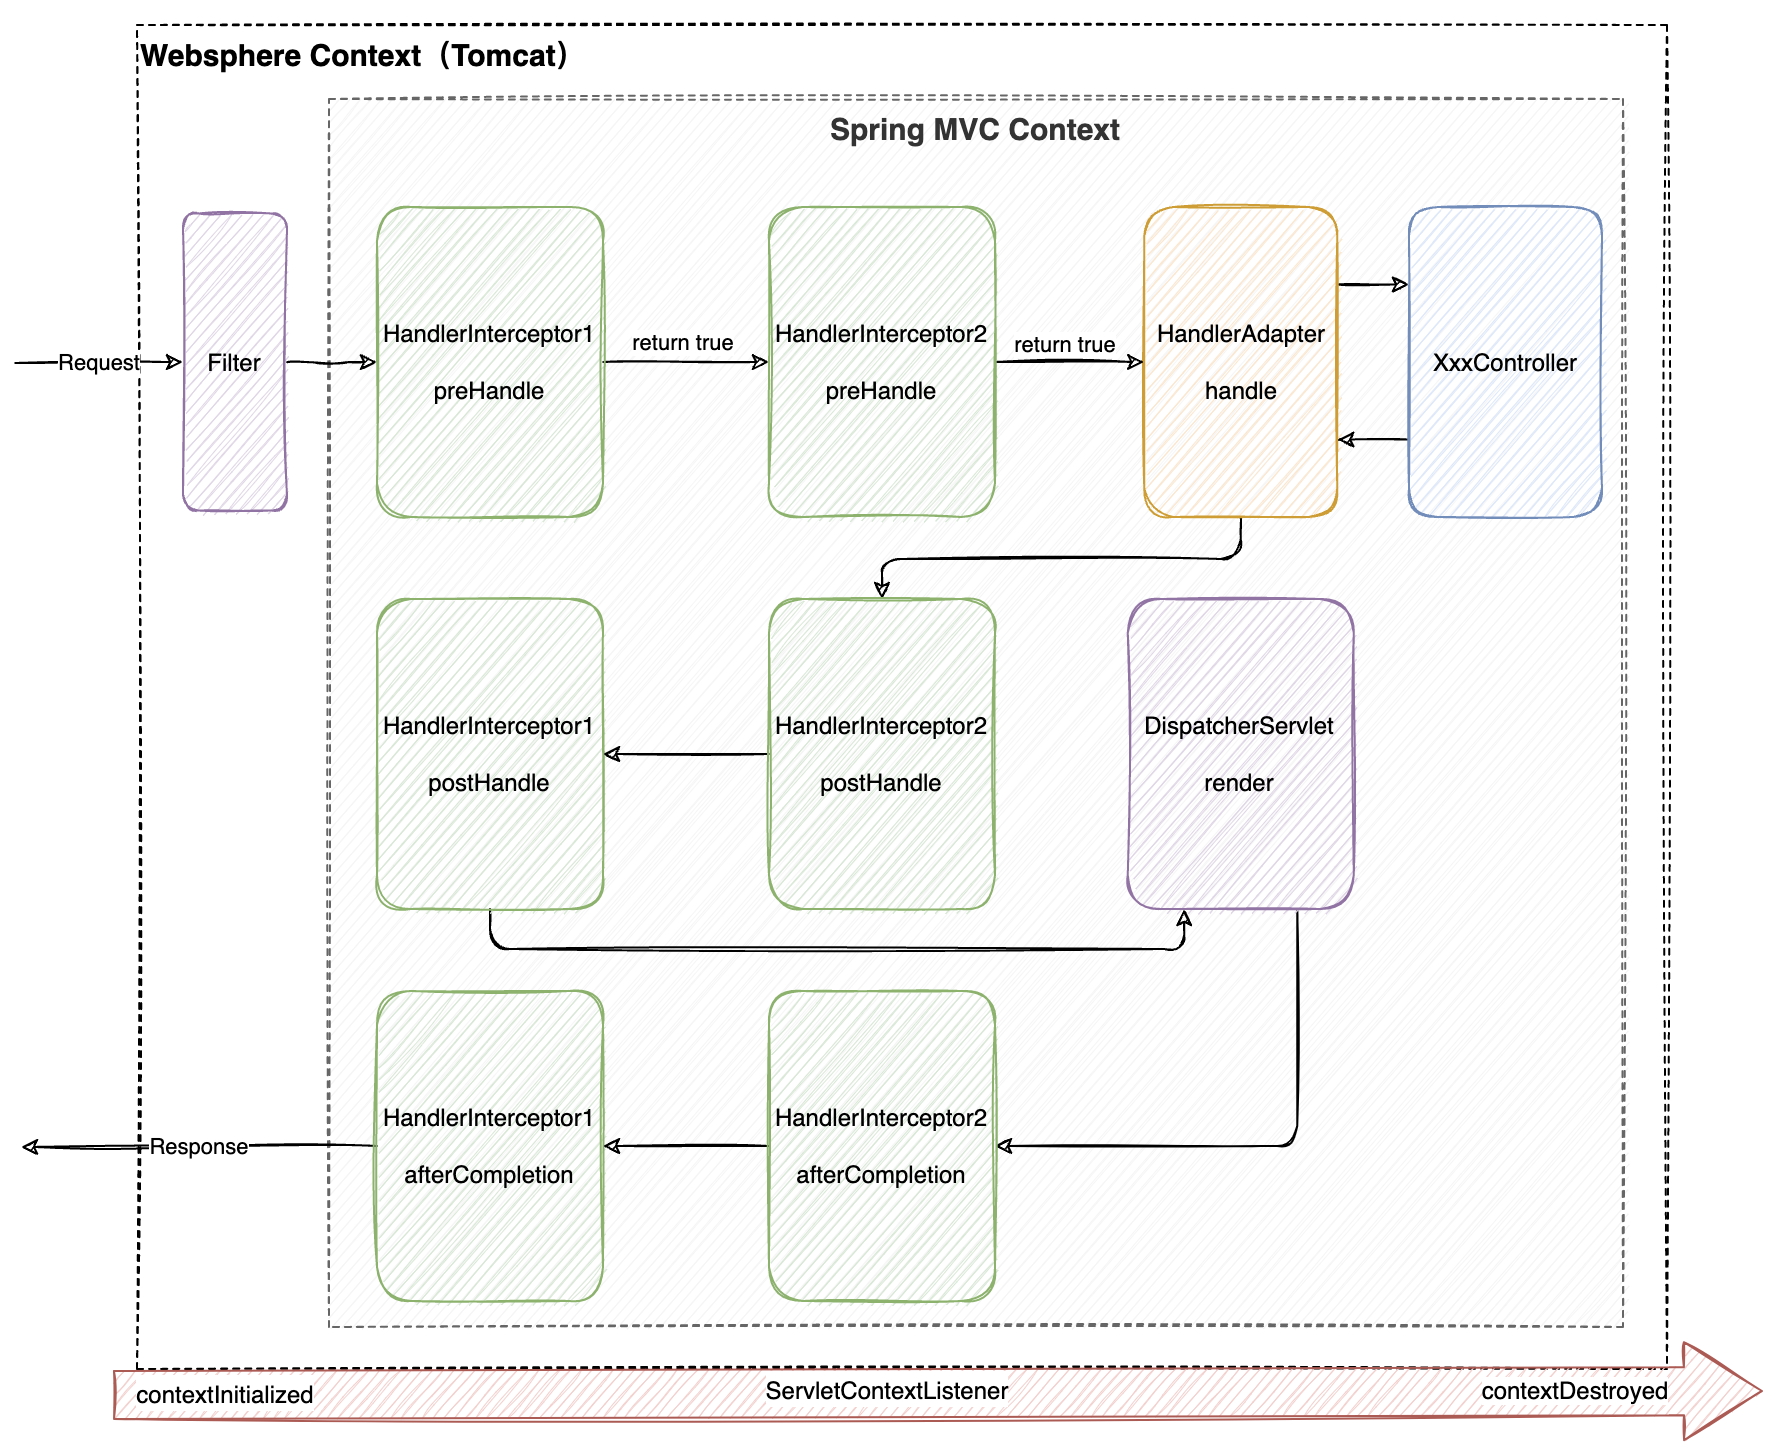 Websphere Context（Tomcat）
Spring MVC Context
Request
Filter
HandlerInterceptor1
preHandle
return true
HandlerInterceptor2
preHandle
return true
HandlerAdapter
handle
XxxController
HandlerInterceptor1
postHandle
HandlerInterceptor2
postHandle
DispatcherServlet
render
Response
HandlerInterceptor1
afterCompletion
HandlerInterceptor2
afterCompletion
contextInitialized
ServletContextListener
contextDestroyed